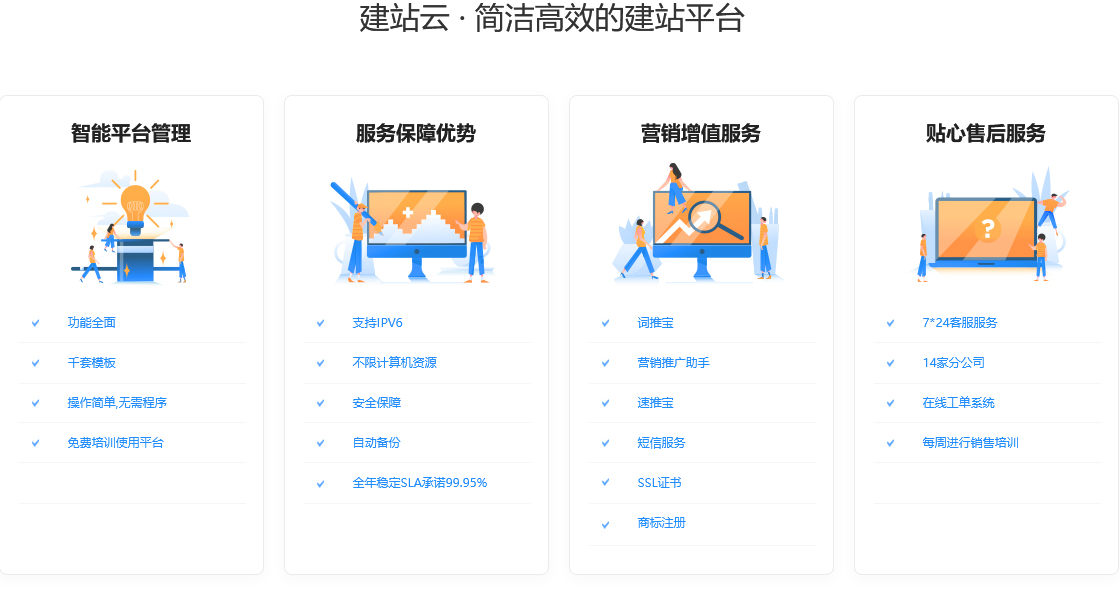 建站云 · 简洁高效的建站平台
智能平台管理
功能全面
千套模板
操作简单,无需程序
免费培训使用平台
服务保障优势
支持IPV6
不限计算机资源
安全保障
自动备份
全年稳定SLA承诺99.95%
营销增值服务
词推宝
营销推广助手
速推宝
短信服务
SSL证书
商标注册
贴心售后服务
?
7*24客服服务
14家分公司
在线工单系统
每周进行销售培训